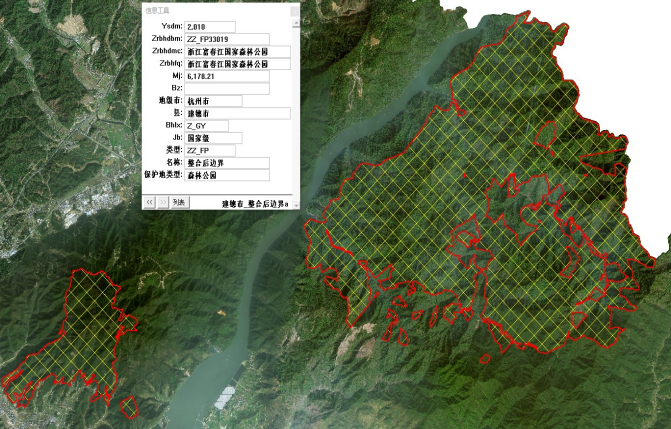 信息工具
Ysdm: 2,010
Zrbhdbm: ZZ_FP33019
Zrbhdmc: 浙江富春江国家森林公园
Zrbhfq: 浙江富春江国家森林公园
Mj: 6,178.21
Bz:
地级市: 杭州市
县: 建德市
Bhlx: Z_GY
Jb: 国家级
类型: ZZ_FP
名称: 整合后边界
保护地类型: 森林公园
<< >> 列表 建德市_整合后边界a